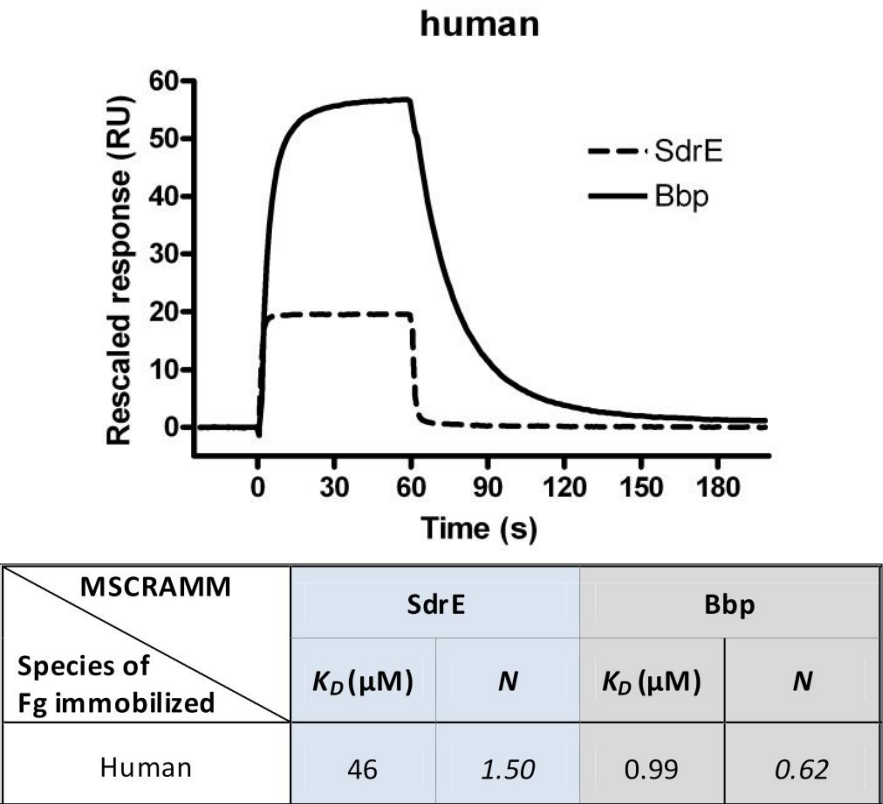 human
Rescaled response (RU)
60
50
40
30
20
10
0
SdrE
Bbp
0 30 60 90 120 150 180
Time (s)
MSCRAMM
Species of
Fg immobilized
SdrE Bbp
K_D (μM) N K_D (μM) N
Human 46 1.50 0.99 0.62